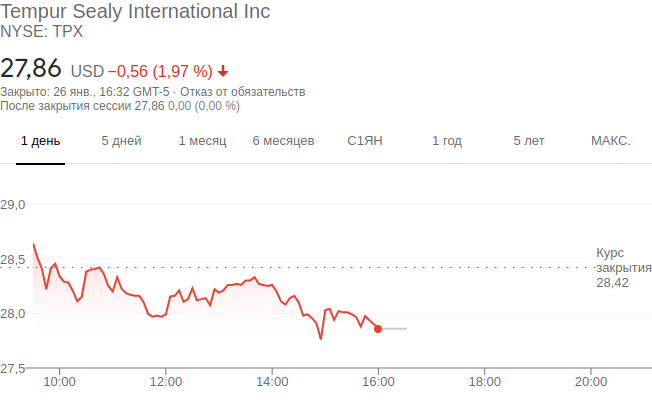 Tempur Sealy International Inc
NYSE: TPX
27,86 USD −0,56 (1,97 %)
Закрыто: 26 янв., 16:32 GMT-5 · Отказ от обязательств
После закрытия сессии 27,86 0,00 (0,00 %)
1 день 5 дней 1 месяц 6 месяцев С1ЯН 1 год 5 лет МАКС.
29,0
28,5
28,0
27,5
Курс
закрытия
28,42
10:00 12:00 14:00 16:00 18:00 20:00